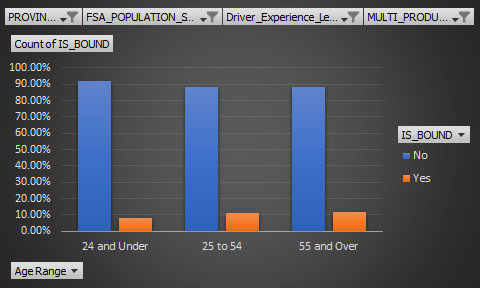 PROVIN... FSA_POPULATION_S... Driver_Experience_Le... MULTI_PRODU...
Count of IS_BOUND
100.00%
90.00%
80.00%
70.00%
60.00%
50.00%
40.00%
30.00%
20.00%
10.00%
0.00%
24 and Under 25 to 54 55 and Over
IS_BOUND
No
Yes
Age Range